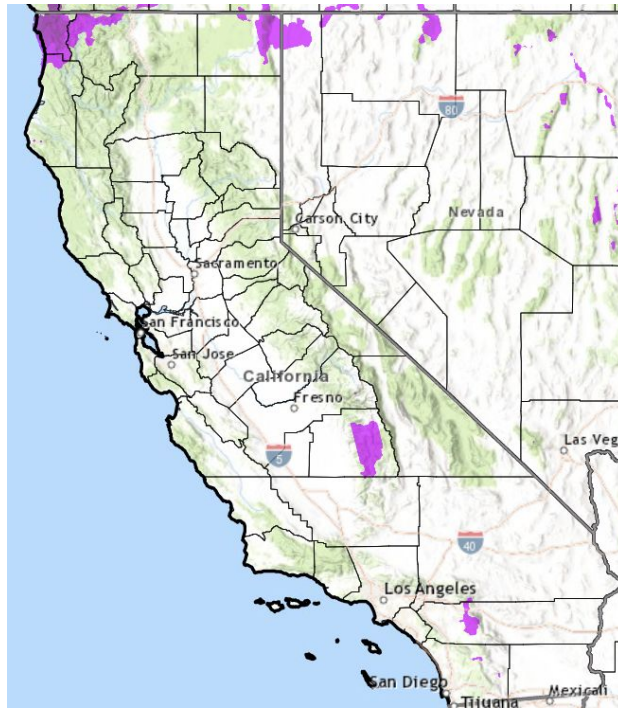 80
Carson City
Nevada
Sacramento
San Francisco
San Jose
California
Fresno
Las Veg
5
40
Los Angeles
San Diego
Mexicali
Tijuana